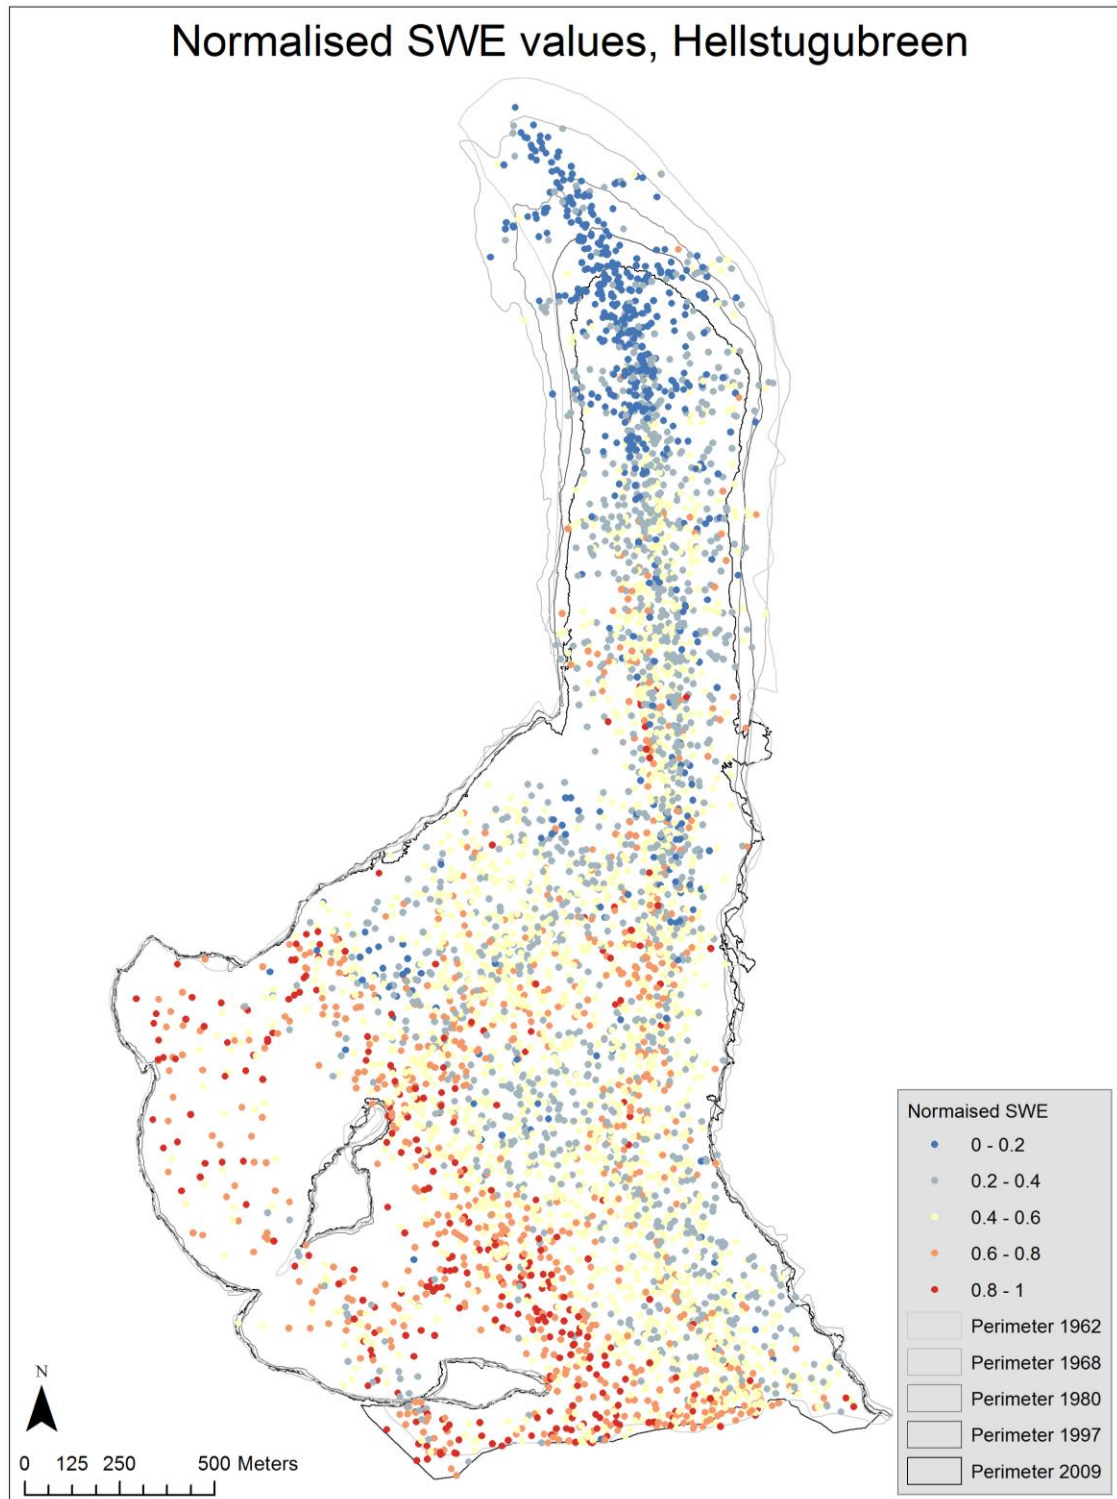 Normalised SWE values, Hellstugubreen
Normaised SWE
0 - 0.2
0.2 - 0.4
0.4 - 0.6
0.6 - 0.8
0.8 - 1
Perimeter 1962
Perimeter 1968
Perimeter 1980
Perimeter 1997
Perimeter 2009
N
0 125 250 500 Meters